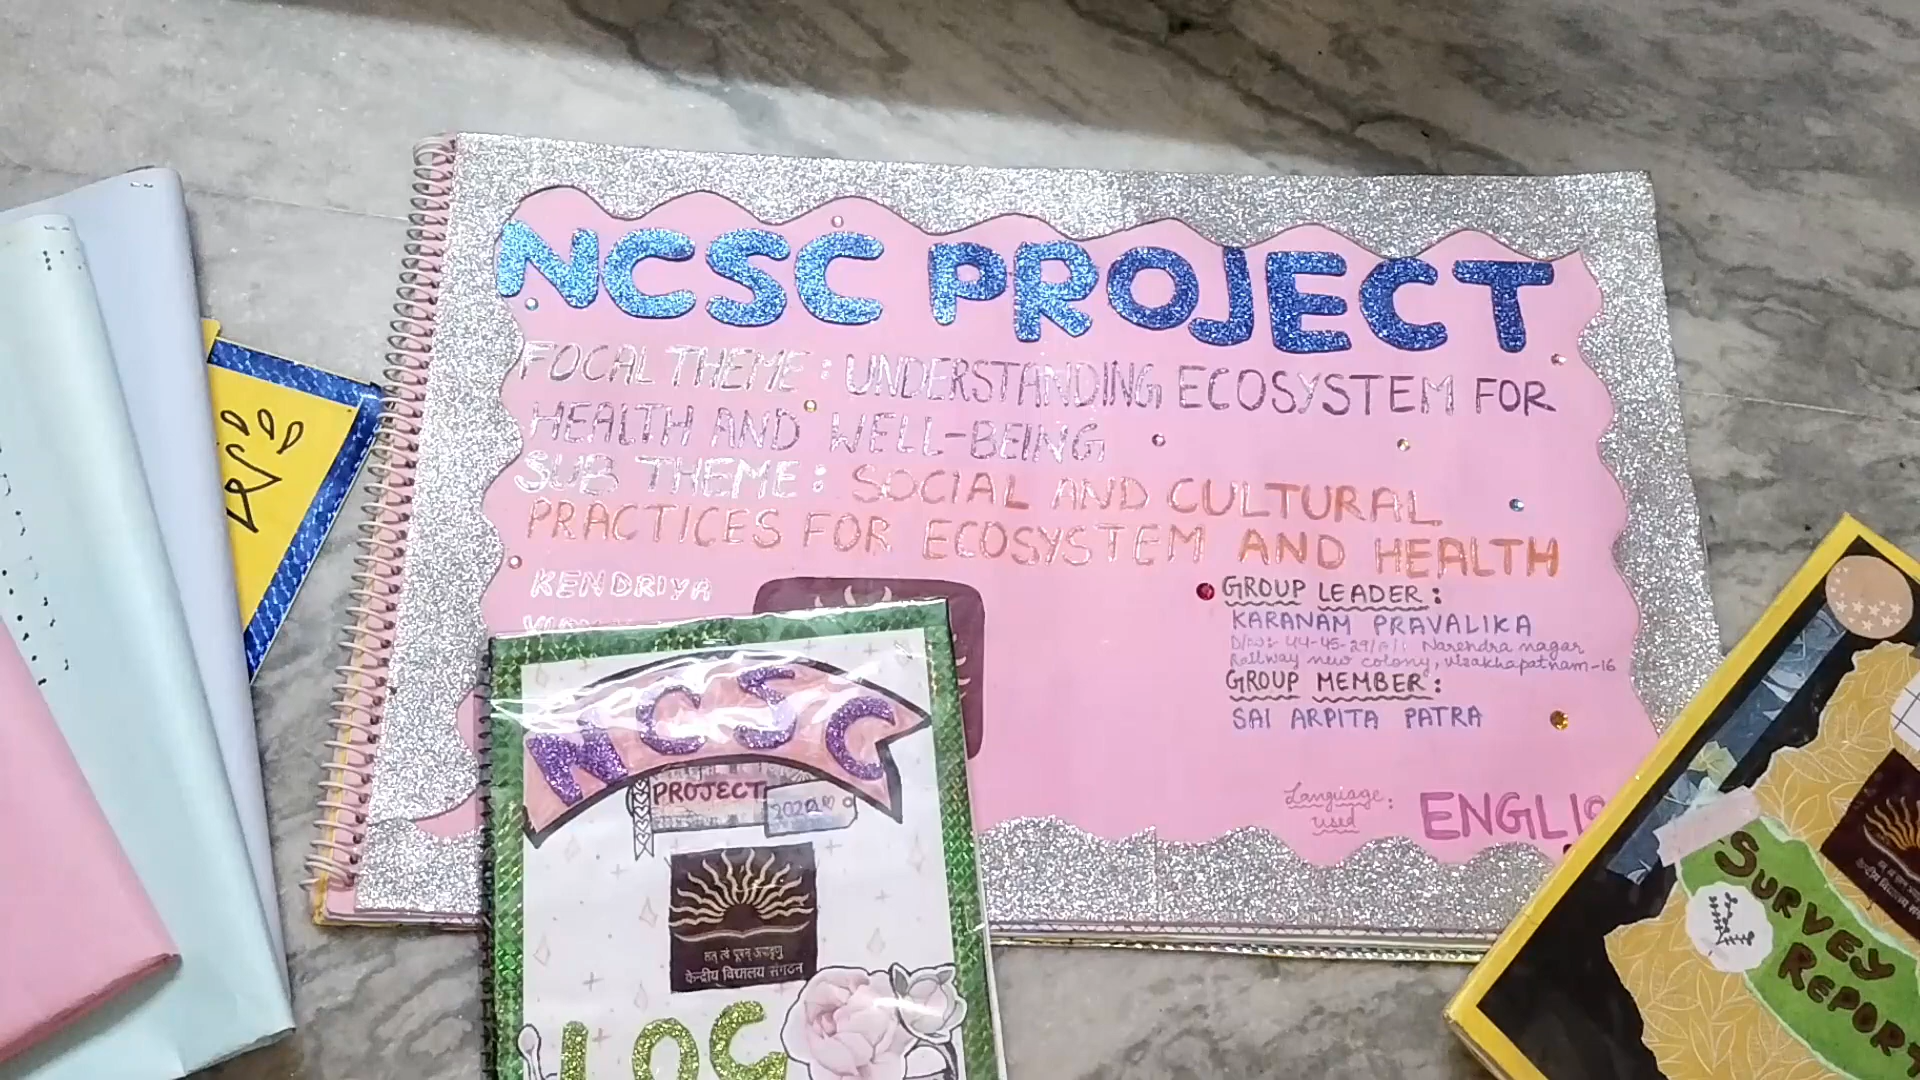 NCSC PROJECT
FOCAL THEME : UNDERSTANDING ECOSYSTEM FOR
HEALTH AND WELL-BEING
SUB THEME : SOCIAL AND CULTURAL
PRACTICES FOR ECOSYSTEM AND HEALTH
KENDRIYA
GROUP LEADER :
KARANAM PRAVALIKA
Narendra nagar
Railway new colony, visakhapatnam-16
GROUP MEMBER :
SAI ARPITA PATRA
Language used :
NCSC
PROJECT
केन्द्रीय विद्यालय संगठन
LOG
SURVEY
REPORT